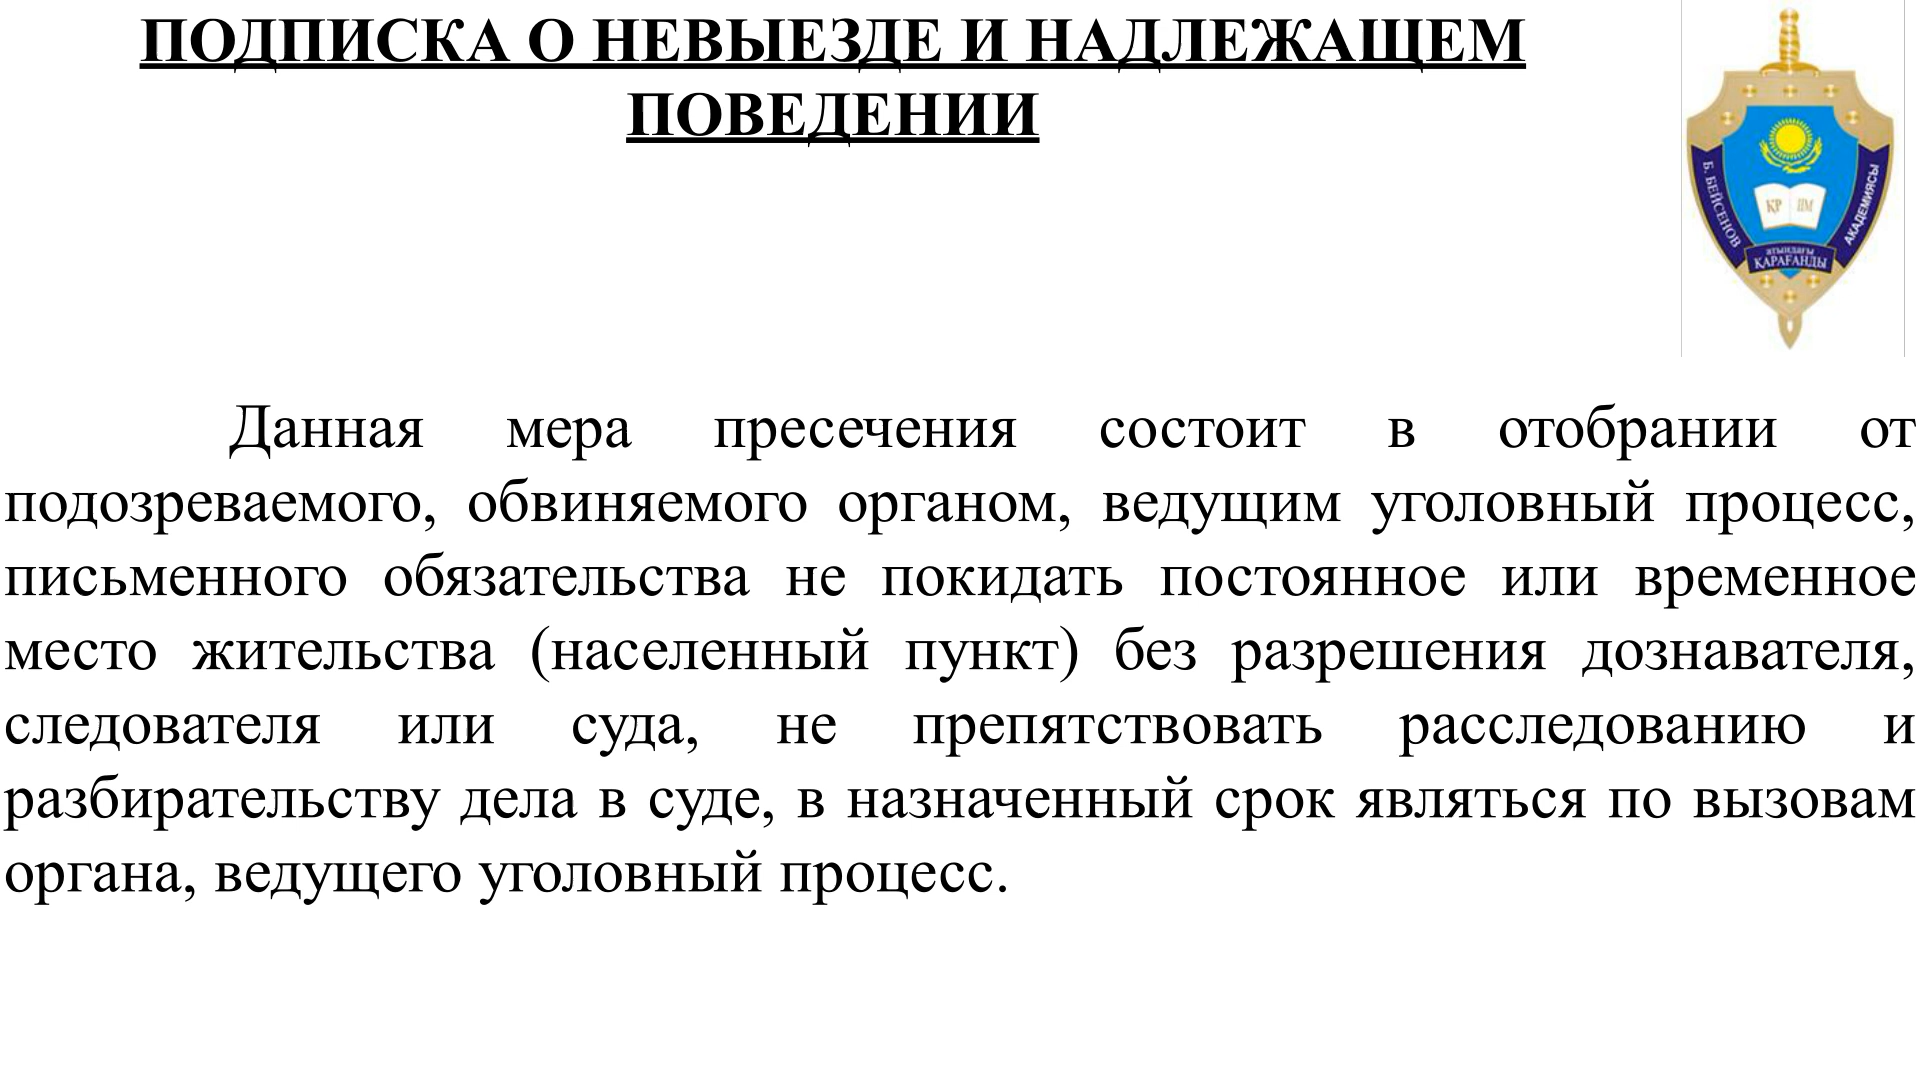 ПОДПИСКА О НЕВЫЕЗДЕ И НАДЛЕЖАЩЕМ
ПОВЕДЕНИИ
Б. БЕЙСЕНОВ
АКАДЕМИЯСЫ
ҚР ІІМ
атындағы
ҚАРАҒАНДЫ
Данная мера пресечения состоит в отобрании от
подозреваемого, обвиняемого органом, ведущим уголовный процесс,
письменного обязательства не покидать постоянное или временное
место жительства (населенный пункт) без разрешения дознавателя,
следователя или суда, не препятствовать расследованию и
разбирательству дела в суде, в назначенный срок являться по вызовам
органа, ведущего уголовный процесс.